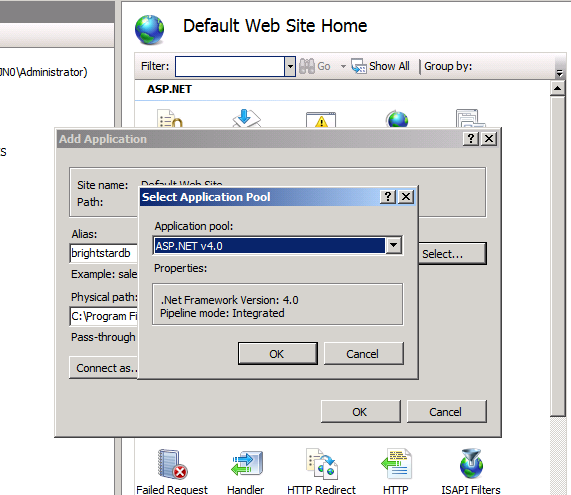 Default Web Site Home
Filter:
Go
Show All
Group by:
JN0\Administrator)
ASP.NET
Add Application
Site name: Default Web Site
Path:
Select Application Pool
Application pool:
ASP.NET v4.0
Alias:
brightstardb
Select...
Example: sale
Properties:
Physical path:
.Net Framework Version: 4.0
C:\Program Fi
Pipeline mode: Integrated
Pass-through
OK
Cancel
Connect as..
OK
Cancel
Failed Request
Handler
HTTP Redirect
HTTP
ISAPI Filters